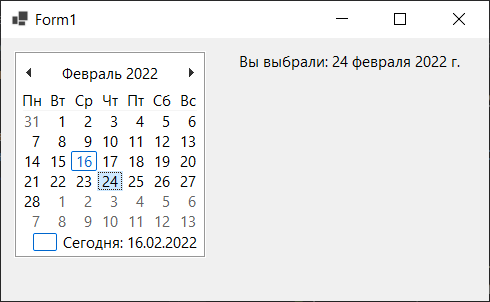 Form1
Февраль 2022
Вы выбрали: 24 февраля 2022 г.
Пн Вт Ср Чт Пт Сб Вс
31 1 2 3 4 5 6
7 8 9 10 11 12 13
14 15 16 17 18 19 20
21 22 23 24 25 26 27
28 1 2 3 4 5 6
7 8 9 10 11 12 13
Сегодня: 16.02.2022